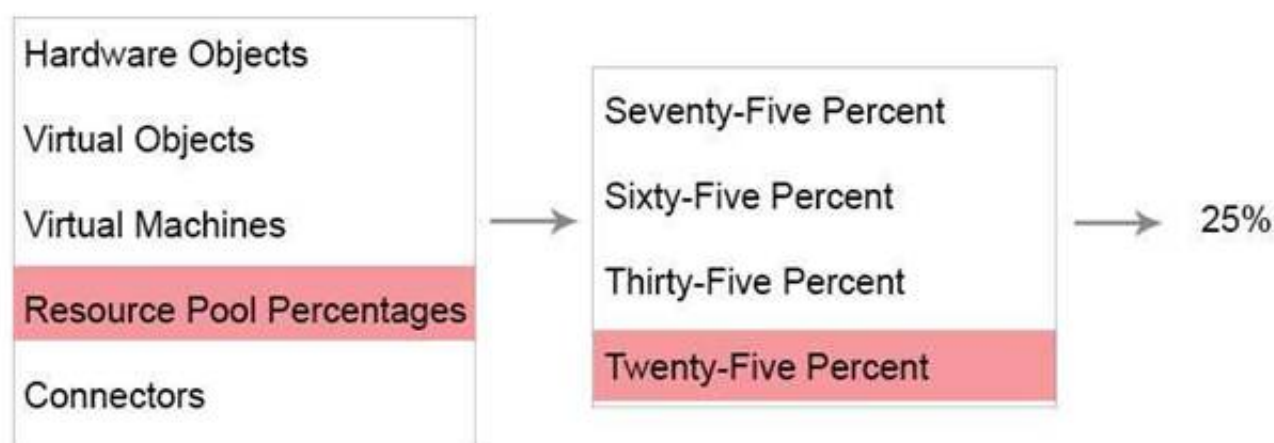 Hardware Objects
Virtual Objects
Virtual Machines
Resource Pool Percentages
Connectors
Seventy-Five Percent
Sixty-Five Percent
Thirty-Five Percent
Twenty-Five Percent
25%